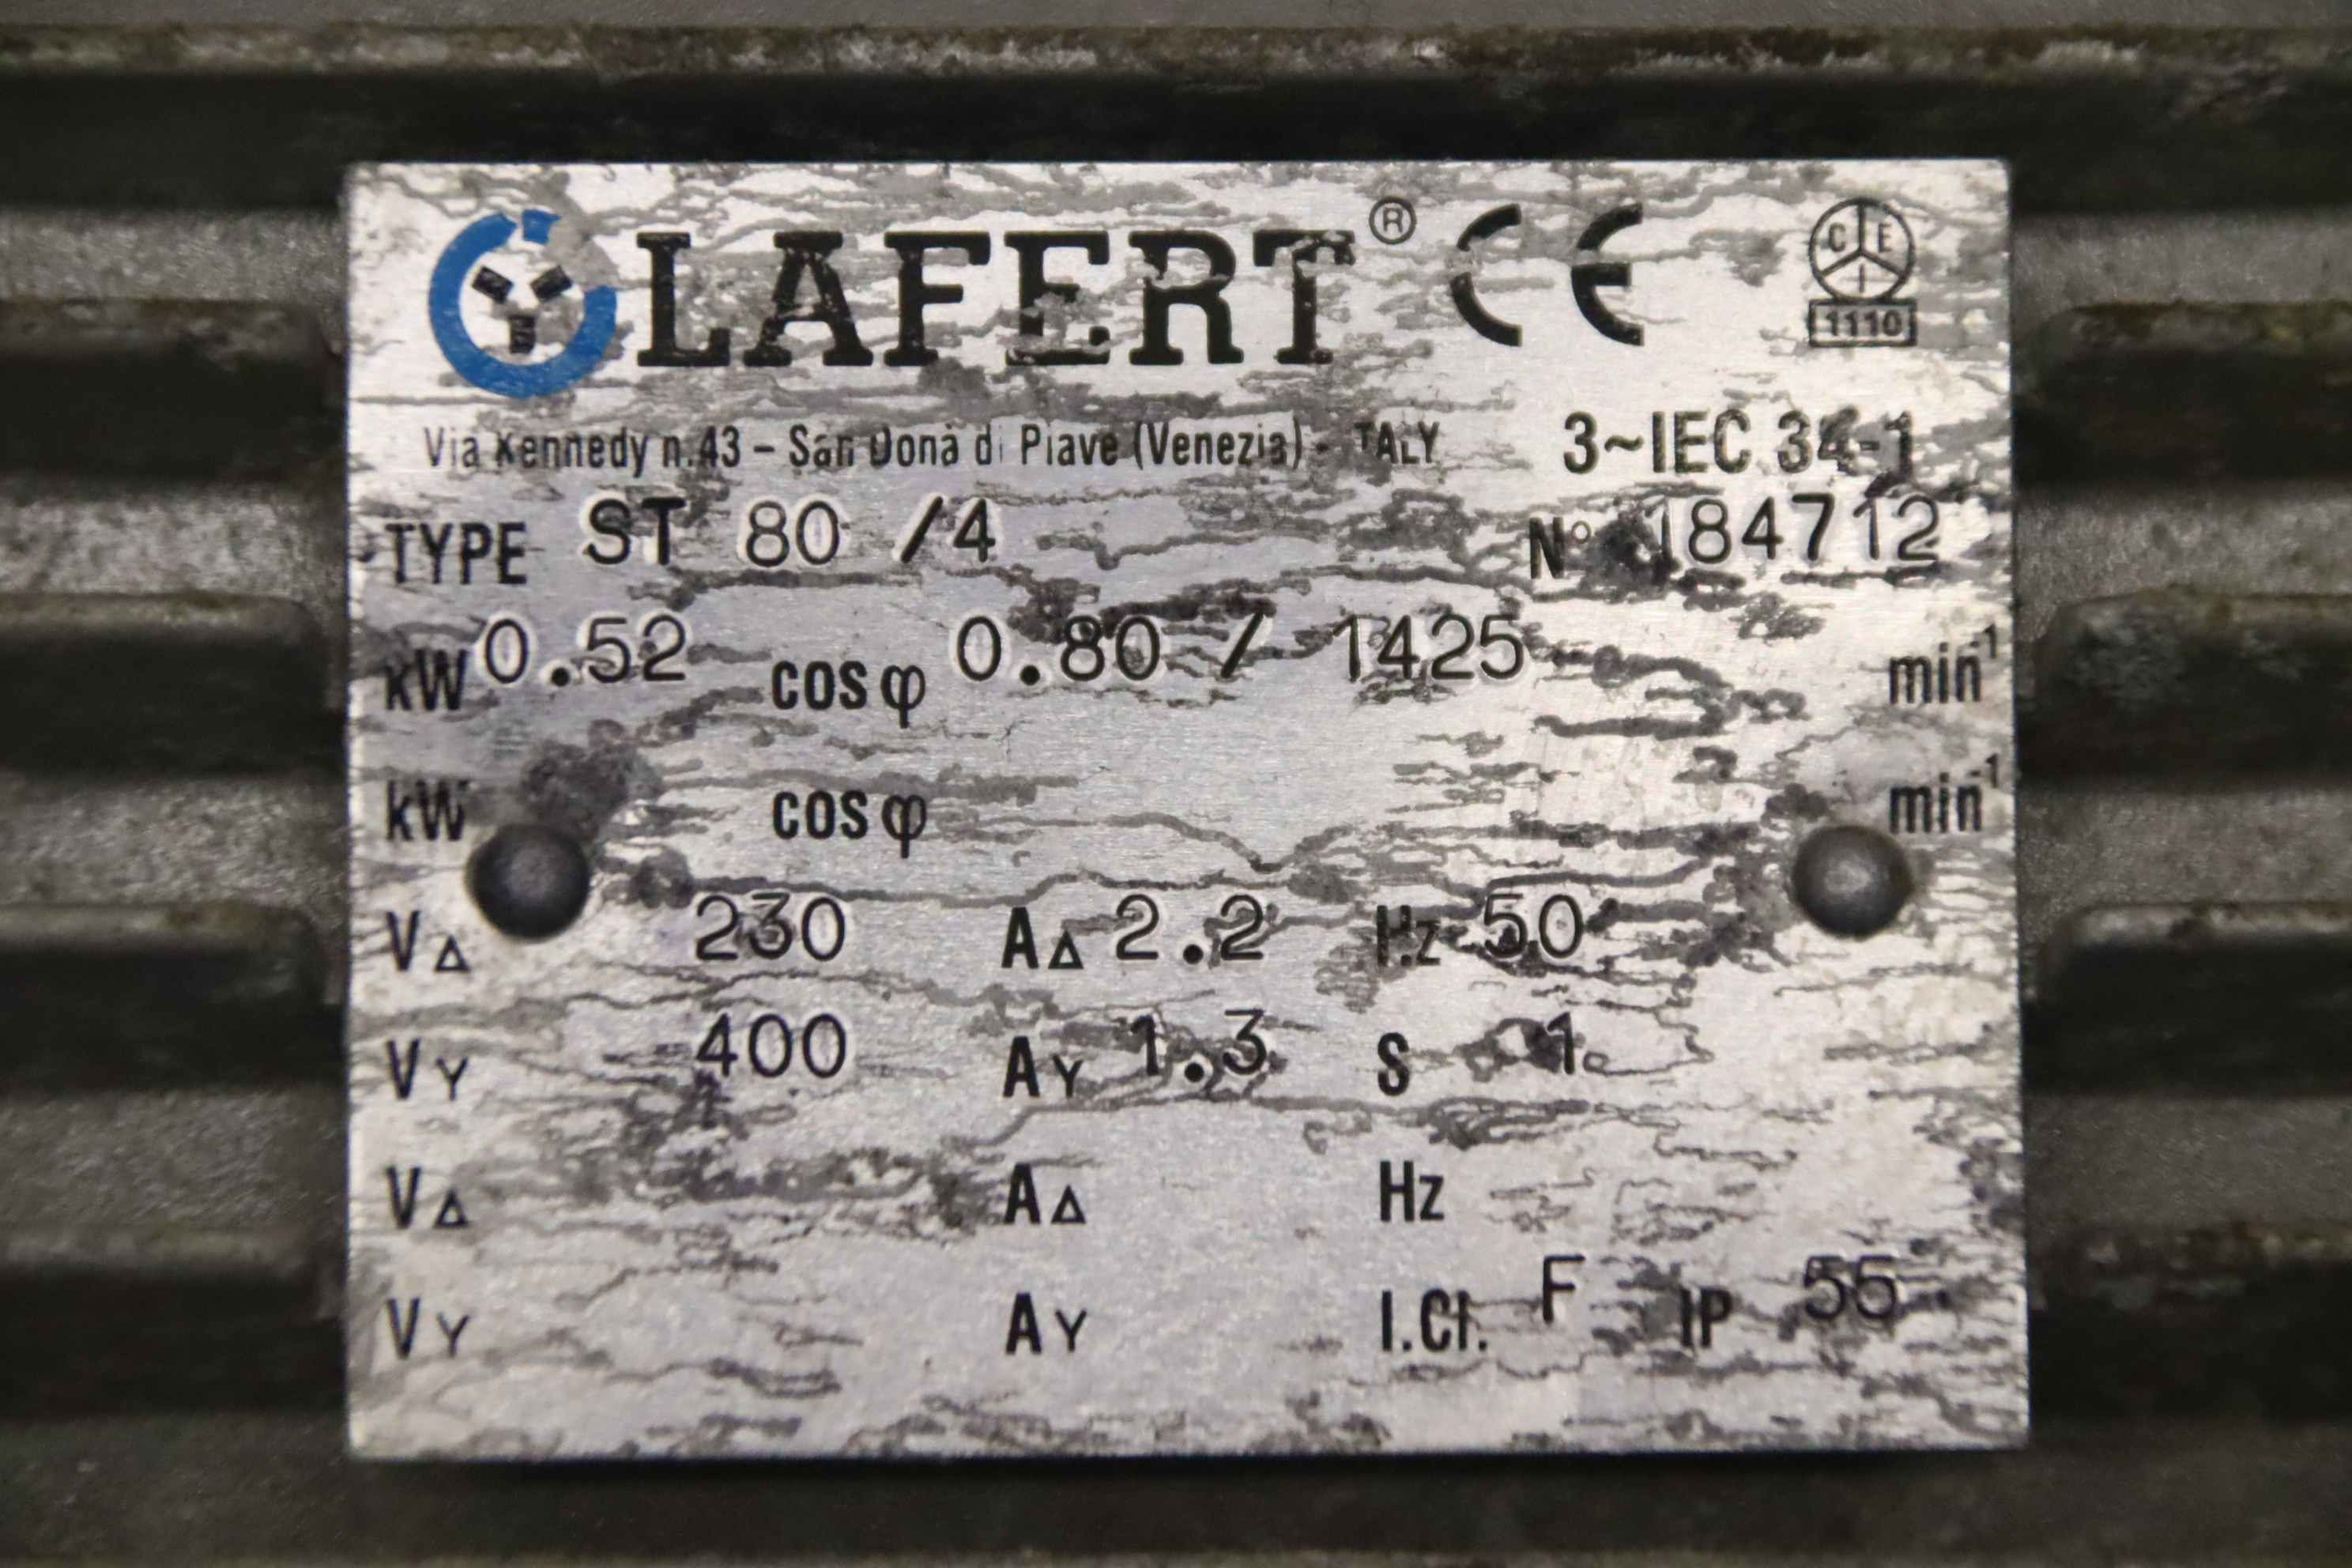 LAFERT® CE
C E I
1110
Via Kennedy n.43 – San Donà di Piave (Venezia) - ITALY 3~IEC 34-1
TYPE ST 80 /4 N° 184712
kW 0.52 cosφ 0.80 / 1425 min-1
kW cosφ min-1
V∆ 230 A∆ 2.2 Hz 50
VY 400 AY 1.3 S 1
V∆ A∆ Hz
VY AY I.Cl. F IP 55